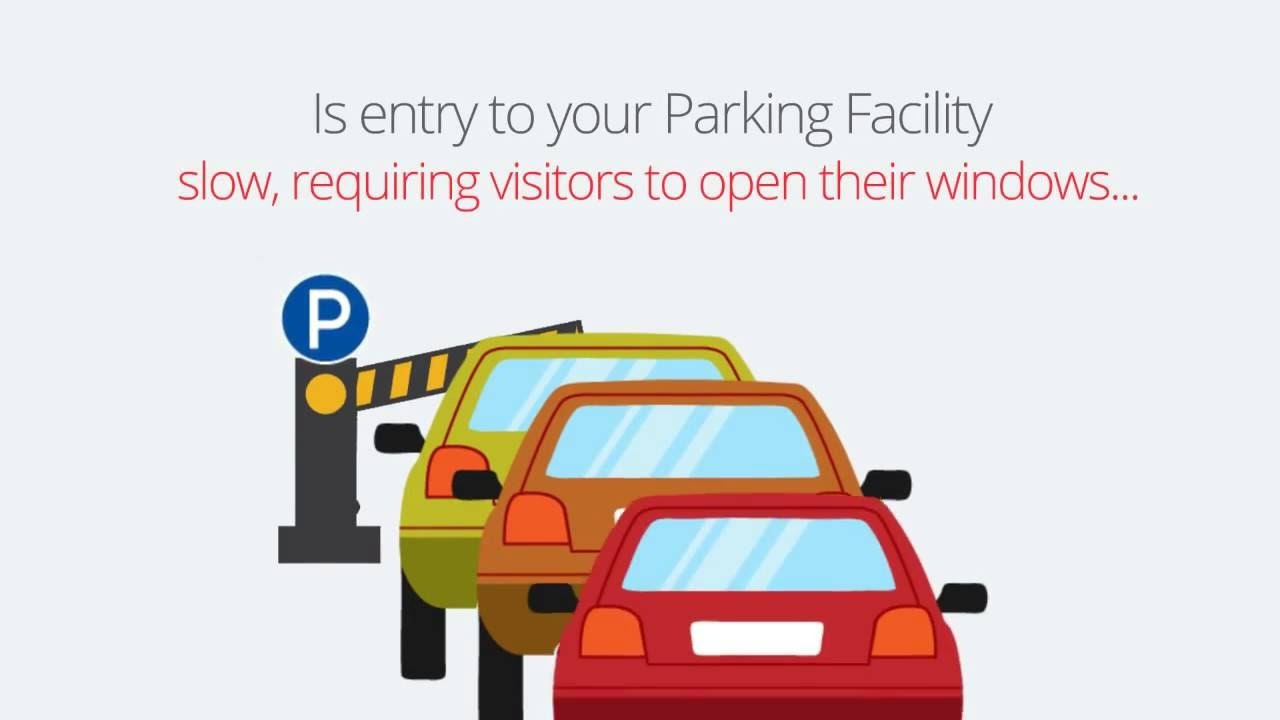 Is entry to your Parking Facility
slow, requiring visitors to open their windows...
P